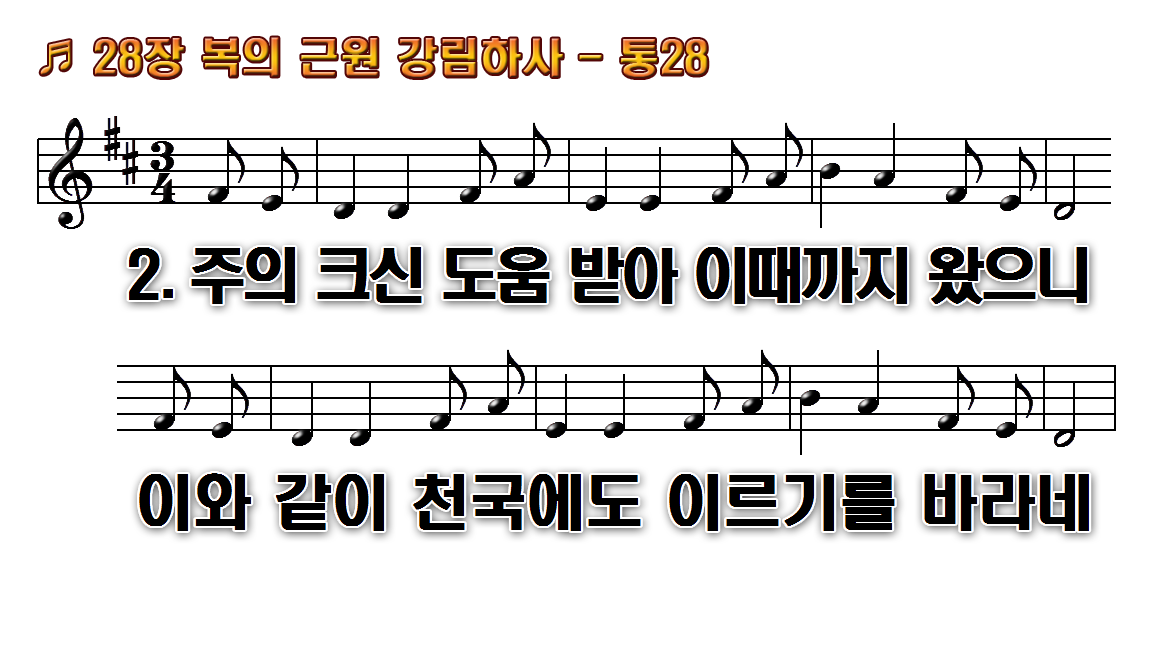 ♬ 28장 복의 근원 강림하사 - 통28
3
4
2. 주의 크신 도움 받아 이때까지 왔으니
이와 같이 천국에도 이르기를 바라네